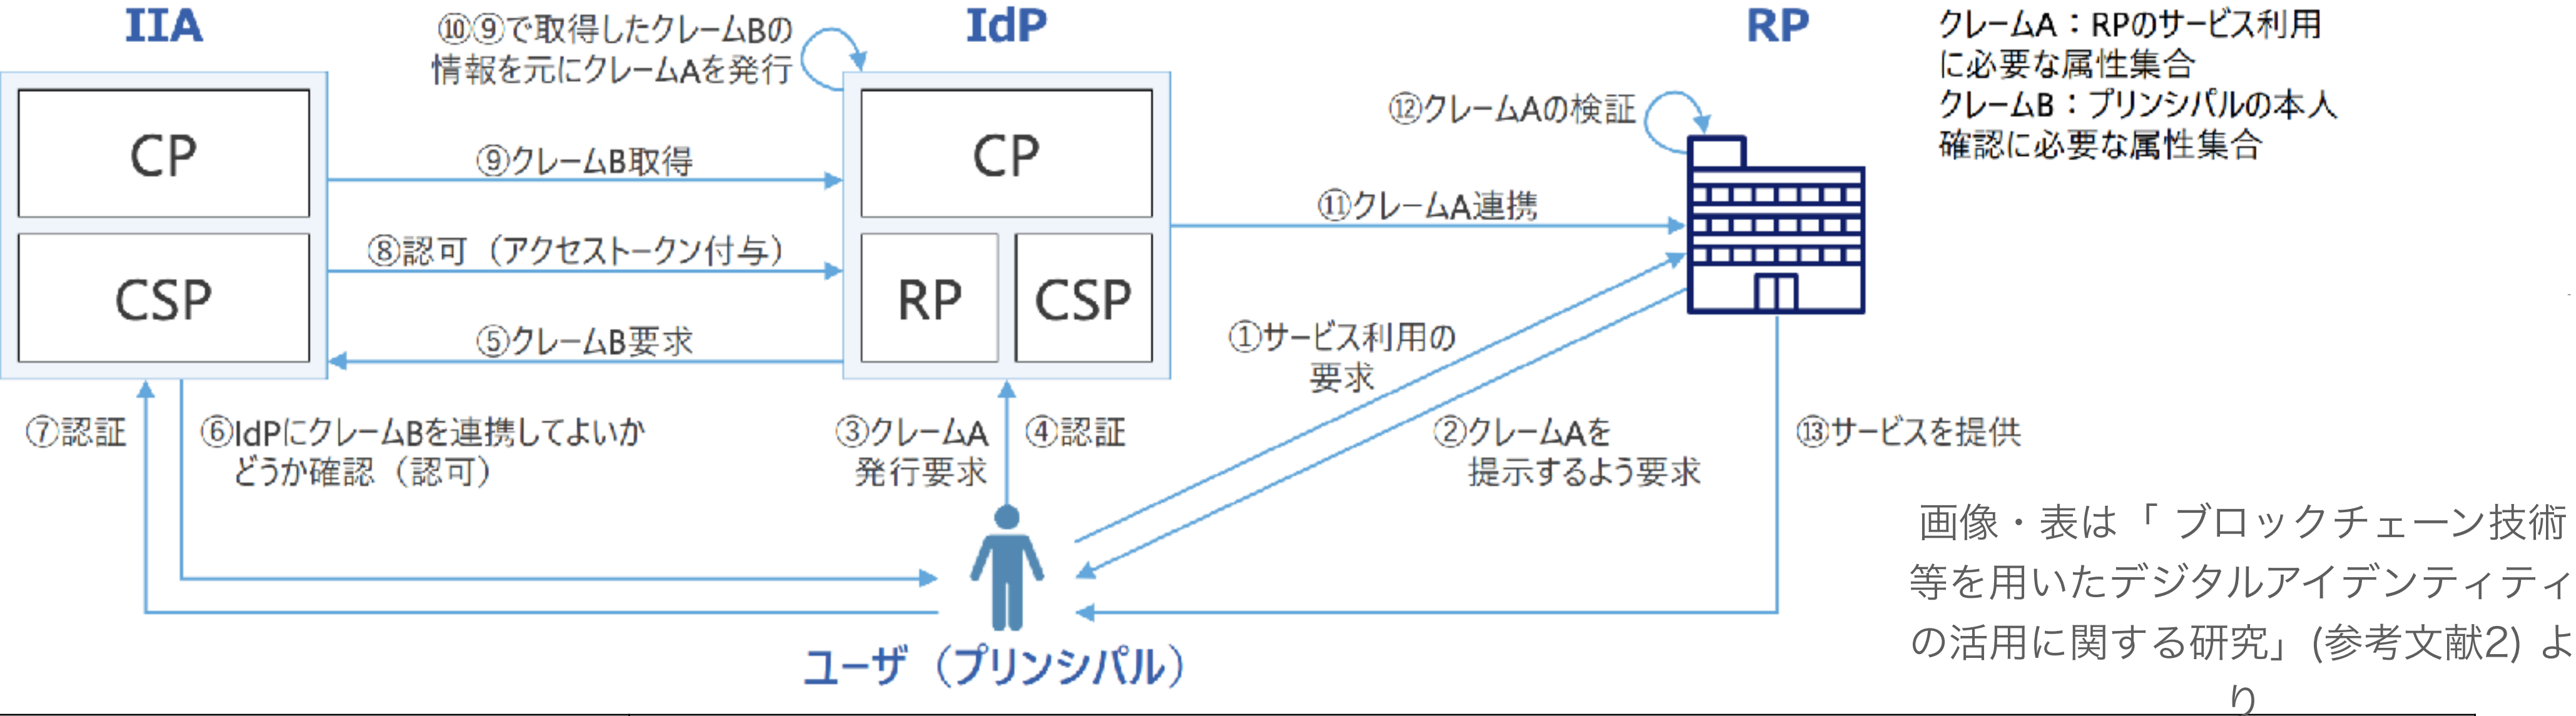 IIA
⑩⑨で取得したクレームBの
情報を元にクレームAを発行
IdP
RP
クレームA：RPのサービス利用
に必要な属性集合
クレームB：プリンシパルの本人
確認に必要な属性集合
CP
⑨クレームB取得
CP
⑫クレームAの検証
⑪クレームA連携
⑧認可（アクセストークン付与）
CSP
RP
CSP
⑤クレームB要求
①サービス利用の
要求
⑦認証
⑥IdPにクレームBを連携してよいか
どうか確認（認可）
③クレームA
発行要求
④認証
②クレームAを
提示するよう要求
⑬サービスを提供
ユーザ（プリンシパル）
画像・表は「 ブロックチェーン技術
等を用いたデジタルアイデンティティ
の活用に関する研究」(参考文献2) よ
り